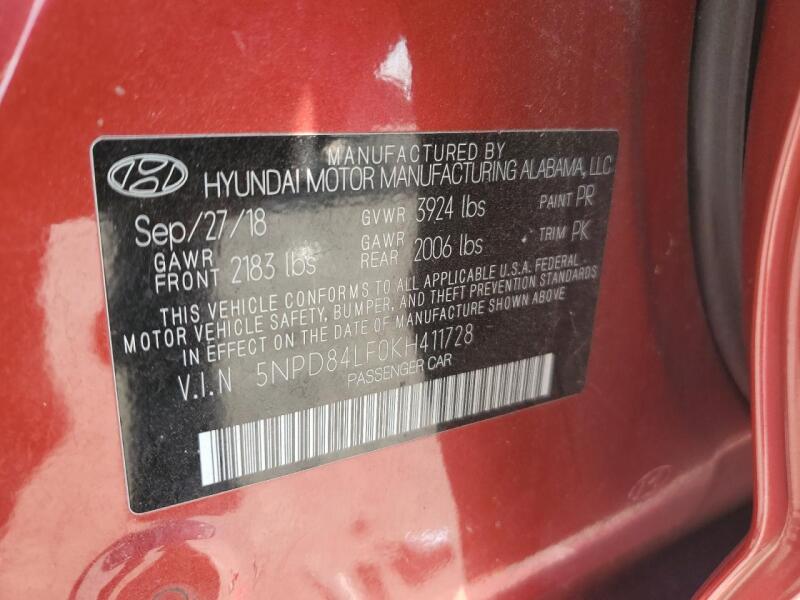 MANUFACTURED BY
HYUNDAI MOTOR MANUFACTURING ALABAMA, LLC
Sep/27/18 GVWR 3924 lbs PAINT PR
GAWR FRONT 2183 lbs GAWR REAR 2006 lbs TRIM PK
THIS VEHICLE CONFORMS TO ALL APPLICABLE U.S.A. FEDERAL
MOTOR VEHICLE SAFETY, BUMPER, AND THEFT PREVENTION STANDARDS
IN EFFECT ON THE DATE OF MANUFACTURE SHOWN ABOVE
V.I.N 5NPD84LF0KH411728
PASSENGER CAR